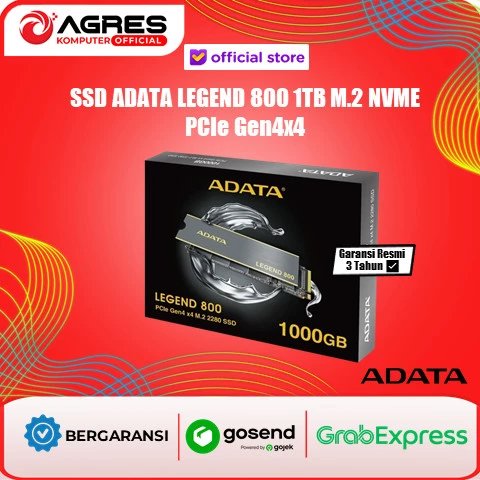 AGRES
KOMPUTER OFFICIAL
official store
SSD ADATA LEGEND 800 1TB M.2 NVME
PCIe Gen4x4
ADATA
ADATA
LEGEND 800
Garansi Resmi
3 Tahun ✅
LEGEND 800
PCIe Gen4 x4 M.2 2280 SSD
1000GB
ADATA
BERGARANSI
gosend
Powered by gojek
GrabExpress